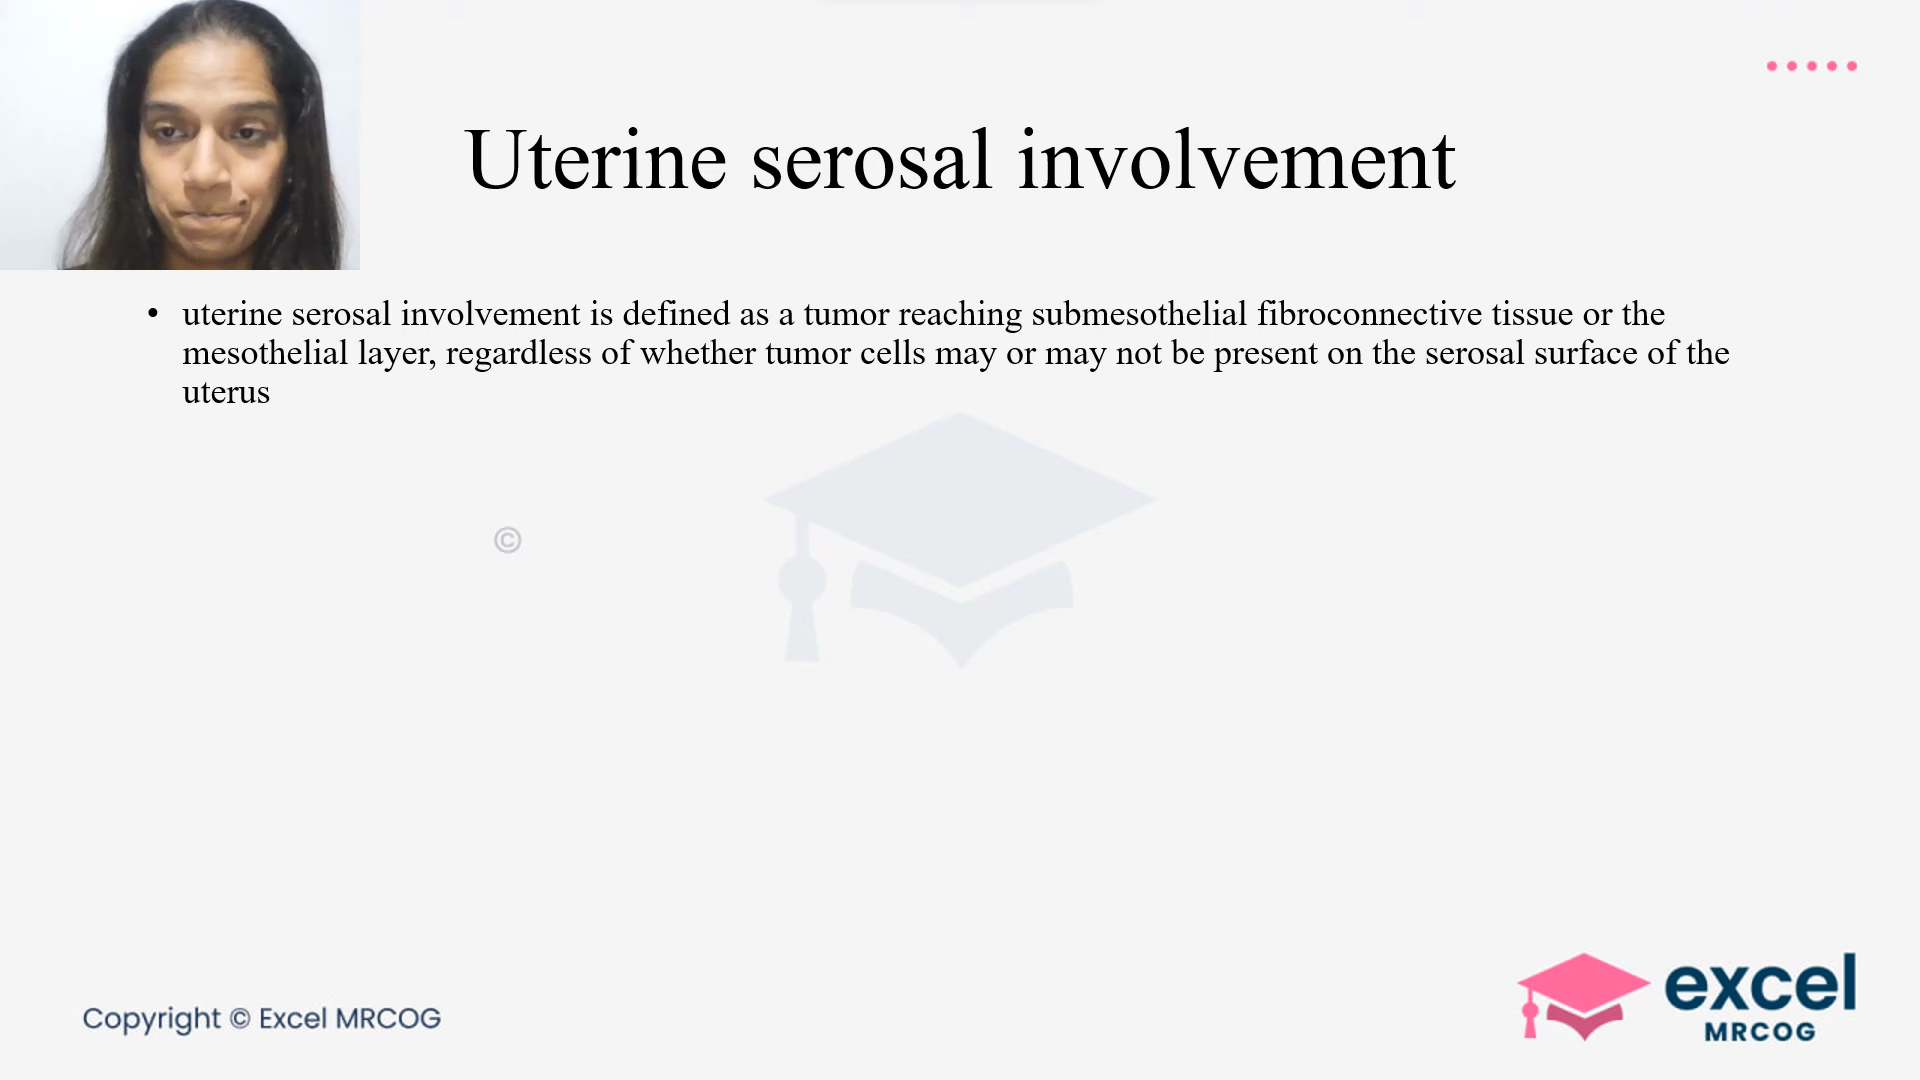 Uterine serosal involvement
• uterine serosal involvement is defined as a tumor reaching submesothelial fibroconnective tissue or the
mesothelial layer, regardless of whether tumor cells may or may not be present on the serosal surface of the
uterus
©
Copyright © Excel MRCOG
excel
MRCOG